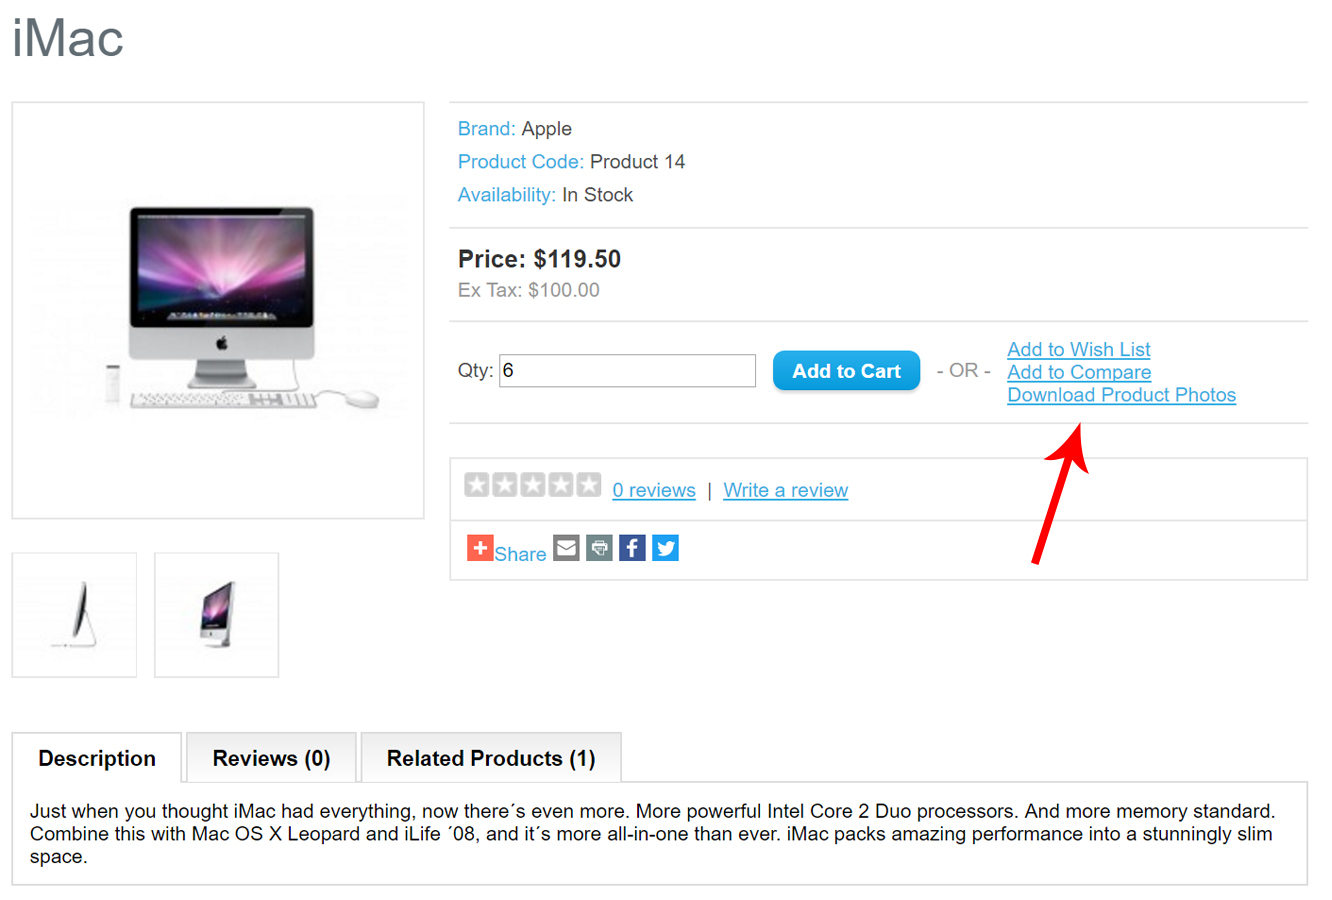 iMac
Brand: Apple
Product Code: Product 14
Availability: In Stock
Price: $119.50
Ex Tax: $100.00
Qty: 6 Add to Cart - OR -
Add to Wish List
Add to Compare
Download Product Photos
0 reviews | Write a review
Share
Description Reviews (0) Related Products (1)
Just when you thought iMac had everything, now there´s even more. More powerful Intel Core 2 Duo processors. And more memory standard.
Combine this with Mac OS X Leopard and iLife ´08, and it´s more all-in-one than ever. iMac packs amazing performance into a stunningly slim
space.